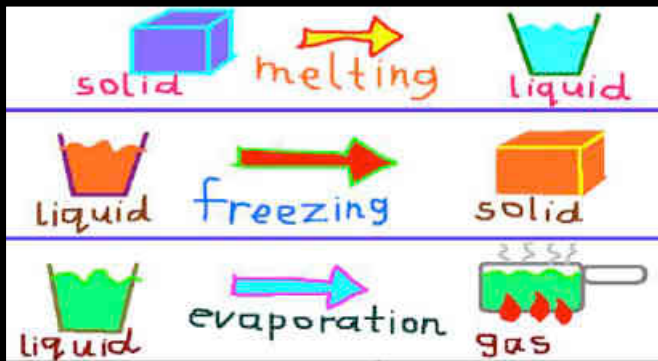 solid melting liquid
liquid freezing solid
liquid evaporation gas